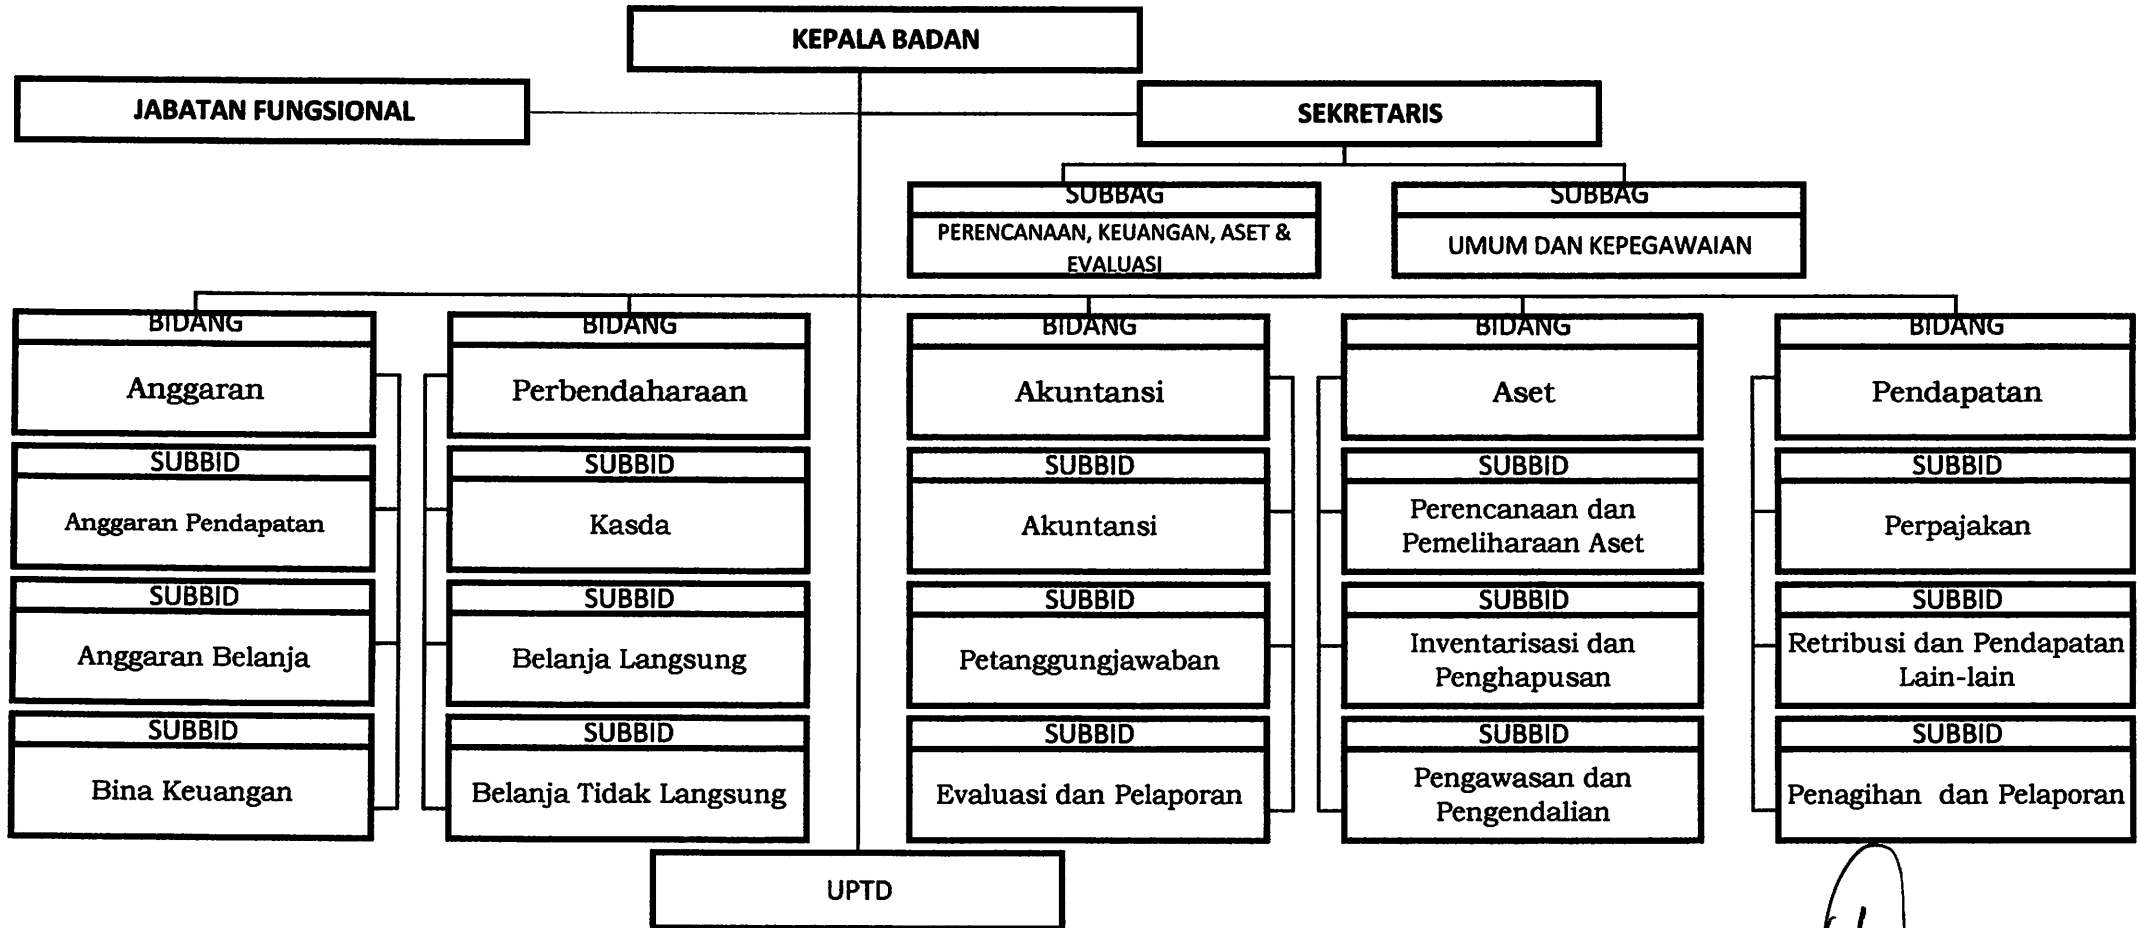 KEPALA BADAN
JABATAN FUNGSIONAL
SEKRETARIS
SUBBAG
PERENCANAAN, KEUANGAN, ASET &
EVALUASI
SUBBAG
UMUM DAN KEPEGAWAIAN
BIDANG
Anggaran
SUBBID
Anggaran Pendapatan
SUBBID
Anggaran Belanja
SUBBID
Bina Keuangan
BIDANG
Perbendaharaan
SUBBID
Kasda
SUBBID
Belanja Langsung
SUBBID
Belanja Tidak Langsung
BIDANG
Akuntansi
SUBBID
Akuntansi
SUBBID
Petanggungjawaban
SUBBID
Evaluasi dan Pelaporan
BIDANG
Aset
SUBBID
Perencanaan dan
Pemeliharaan Aset
SUBBID
Inventarisasi dan
Penghapusan
SUBBID
Pengawasan dan
Pengendalian
BIDANG
Pendapatan
SUBBID
Perpajakan
SUBBID
Retribusi dan Pendapatan
Lain-lain
SUBBID
Penagihan dan Pelaporan
UPTD